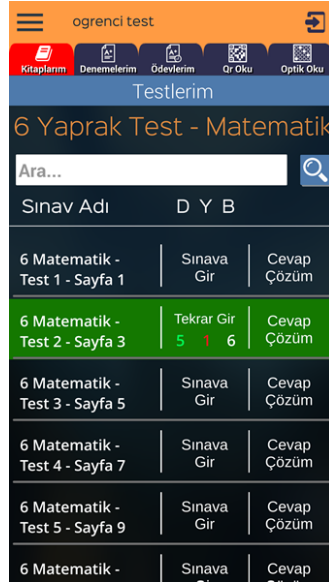 ogrenci test
Kitaplarım Denemelerim Ödevlerim Qr Oku Optik Oku
Testlerim
6 Yaprak Test - Matematik
Ara...
Sınav Adı D Y B
6 Matematik - Test 1 - Sayfa 1 Sınava Gir Cevap Çözüm
6 Matematik - Test 2 - Sayfa 3 Tekrar Gir 5 1 6 Cevap Çözüm
6 Matematik - Test 3 - Sayfa 5 Sınava Gir Cevap Çözüm
6 Matematik - Test 4 - Sayfa 7 Sınava Gir Cevap Çözüm
6 Matematik - Test 5 - Sayfa 9 Sınava Gir Cevap Çözüm
6 Matematik - Sınava Cevap